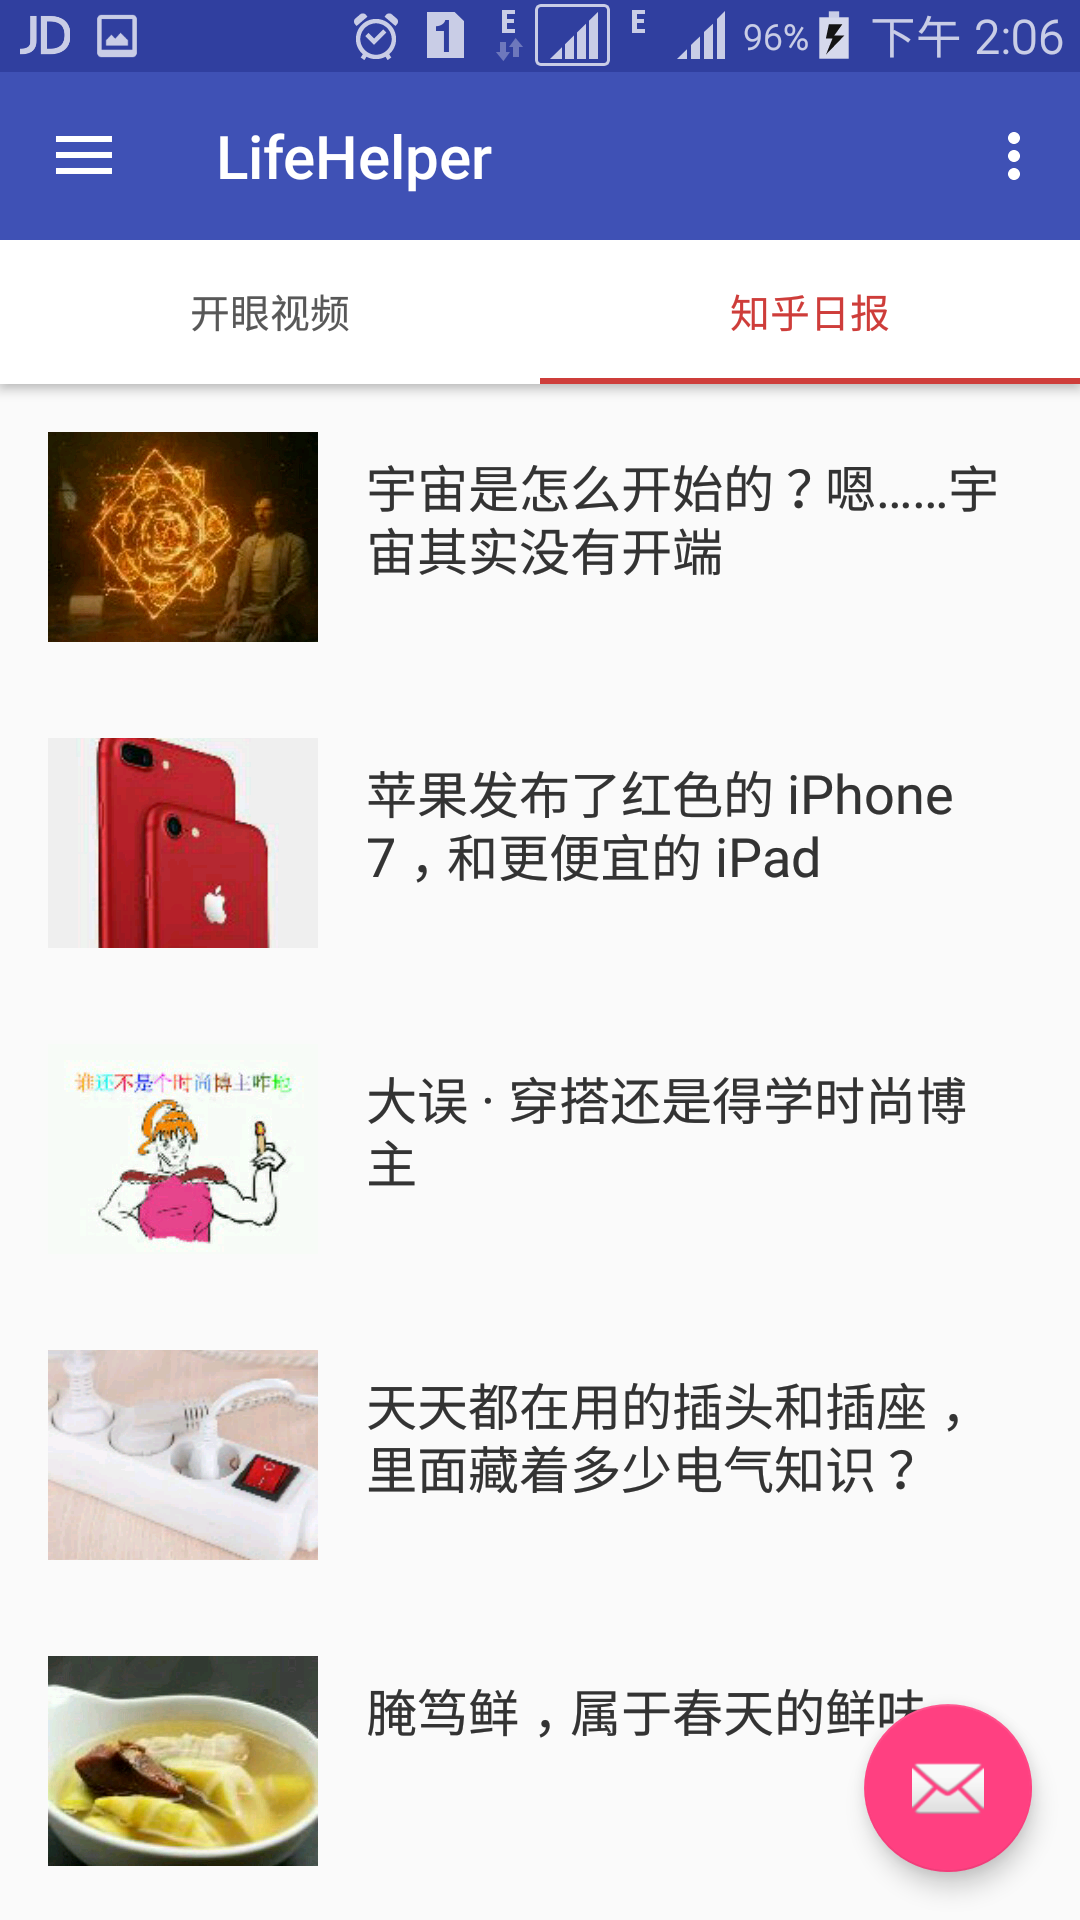 JD 1 E E 96% 下午 2:06
LifeHelper
开眼视频 知乎日报
宇宙是怎么开始的？嗯……宇
宙其实没有开端
苹果发布了红色的 iPhone
7，和更便宜的 iPad
谁还不是个时尚博主咋地
大误 · 穿搭还是得学时尚博
主
天天都在用的插头和插座，
里面藏着多少电气知识？
腌笃鲜，属于春天的鲜味